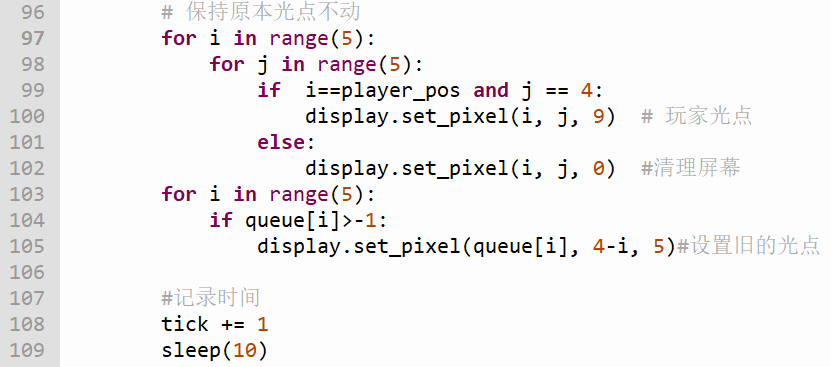 96 # 保持原本光点不动
97 for i in range(5):
98 for j in range(5):
99 if i==player_pos and j == 4:
100 display.set_pixel(i, j, 9) # 玩家光点
101 else:
102 display.set_pixel(i, j, 0) #清理屏幕
103 for i in range(5):
104 if queue[i]>-1:
105 display.set_pixel(queue[i], 4-i, 5)#设置旧的光点
106
107 #记录时间
108 tick += 1
109 sleep(10)